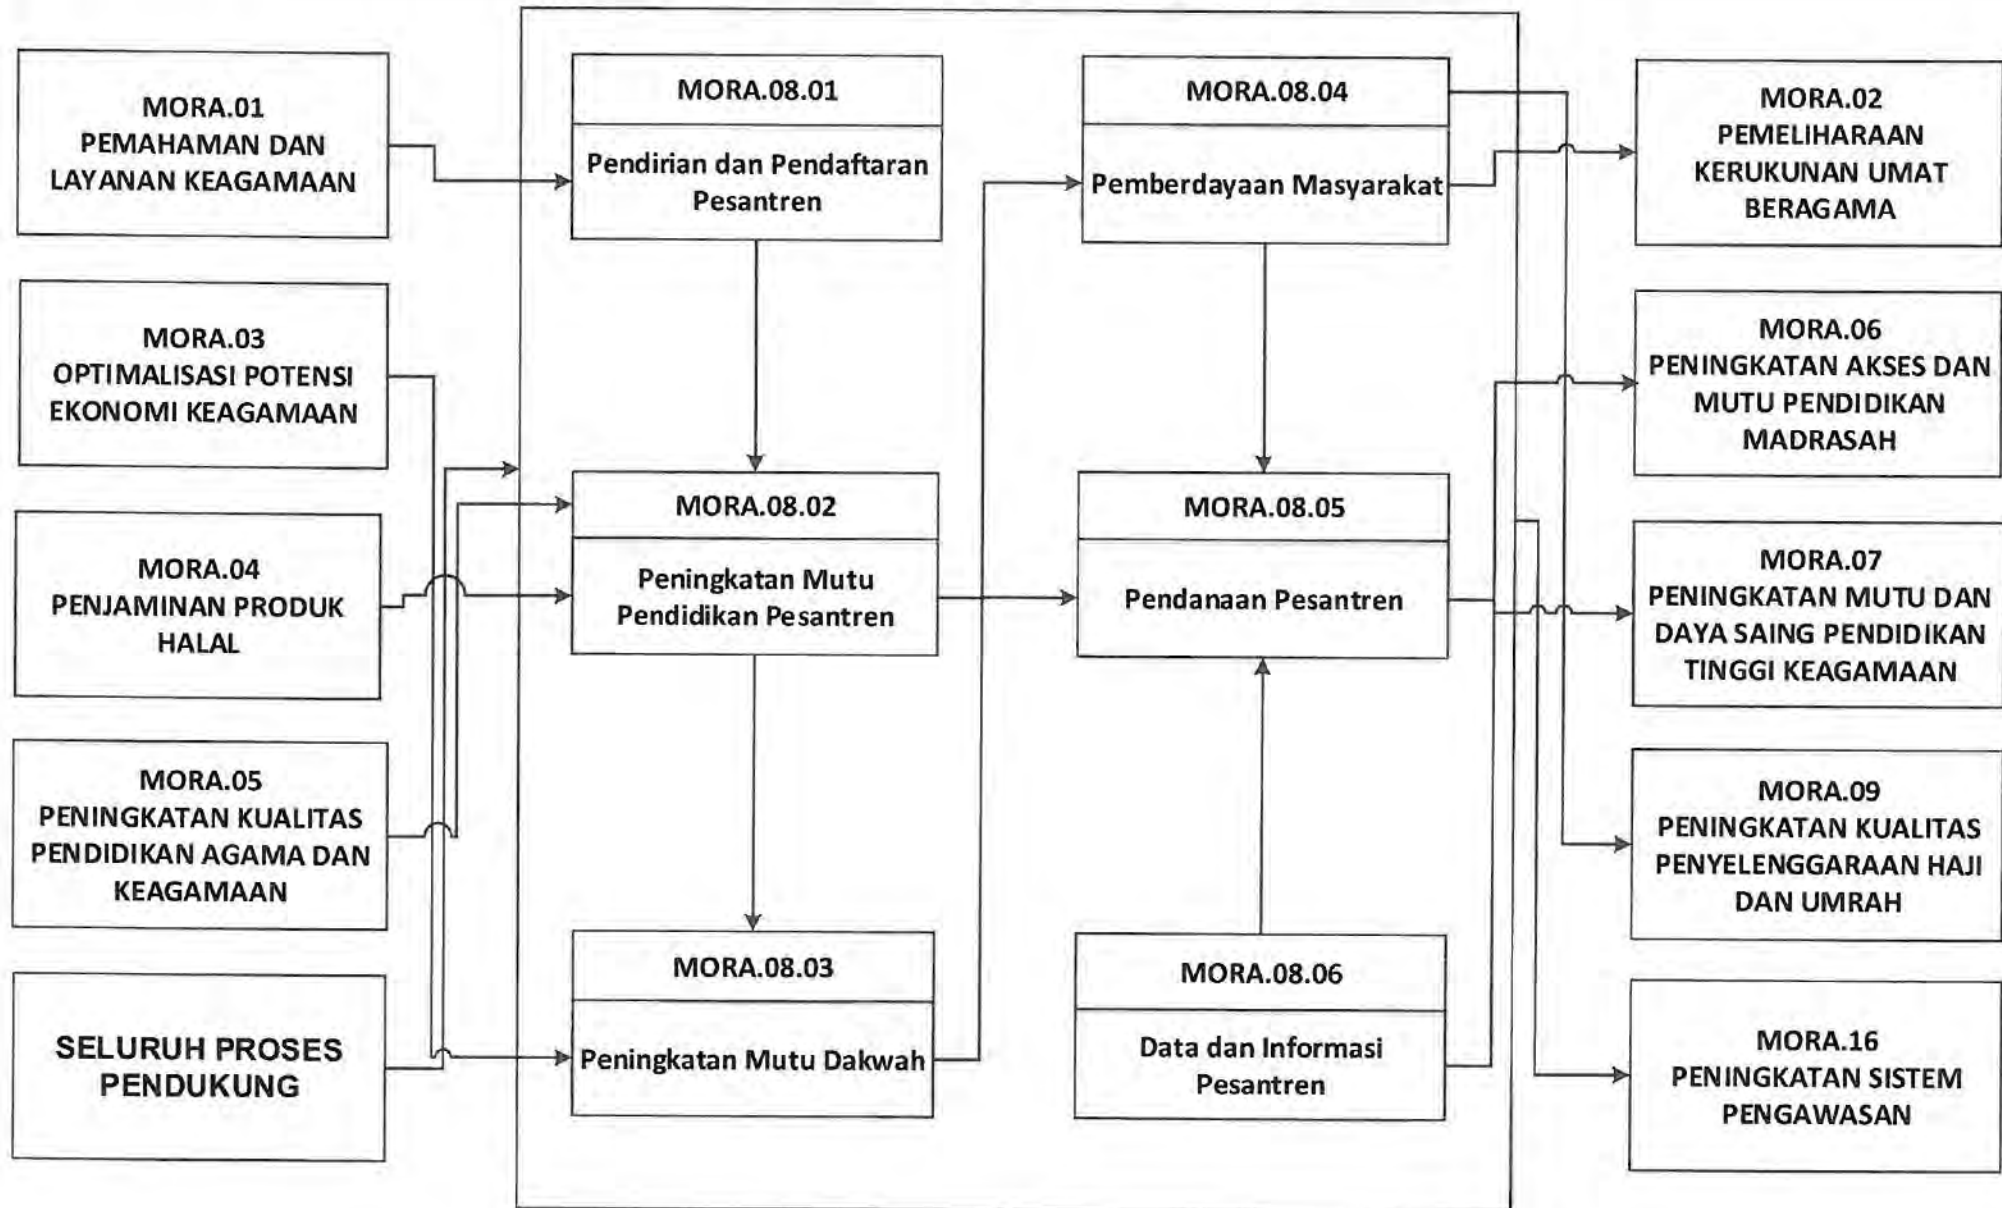 MORA.01
PEMAHAMAN DAN
LAYANAN KEAGAMAAN
MORA.03
OPTIMALISASI POTENSI
EKONOMI KEAGAMAAN
MORA.04
PENJAMINAN PRODUK
HALAL
MORA.05
PENINGKATAN KUALITAS
PENDIDIKAN AGAMA DAN
KEAGAMAAN
SELURUH PROSES
PENDUKUNG
MORA.08.01
Pendirian dan Pendaftaran
Pesantren
MORA.08.02
Peningkatan Mutu
Pendidikan Pesantren
MORA.08.03
Peningkatan Mutu Dakwah
MORA.08.04
Pemberdayaan Masyarakat
MORA.08.05
Pendanaan Pesantren
MORA.08.06
Data dan Informasi
Pesantren
MORA.02
PEMELIHARAAN
KERUKUNAN UMAT
BERAGAMA
MORA.06
PENINGKATAN AKSES DAN
MUTU PENDIDIKAN
MADRASAH
MORA.07
PENINGKATAN MUTU DAN
DAYA SAING PENDIDIKAN
TINGGI KEAGAMAAN
MORA.09
PENINGKATAN KUALITAS
PENYELENGGARAAN HAJI
DAN UMRAH
MORA.16
PENINGKATAN SISTEM
PENGAWASAN